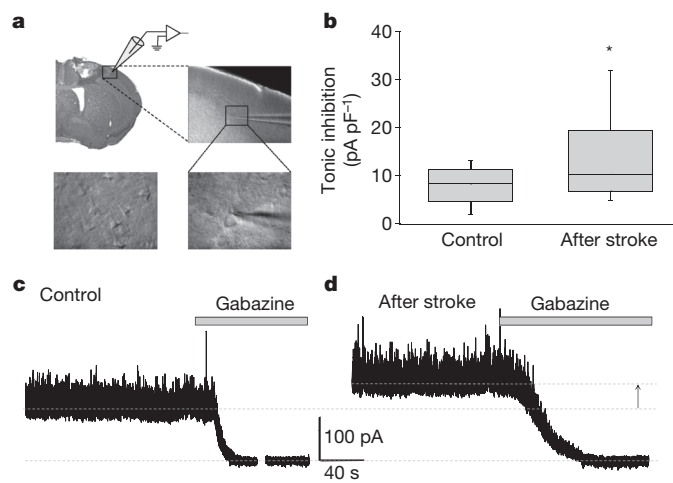 a
b
Tonic inhibition
(pA pF⁻¹)
40
30
20
10
0
*
Control
After stroke
c
Control
Gabazine
d
After stroke
Gabazine
100 pA
40 s